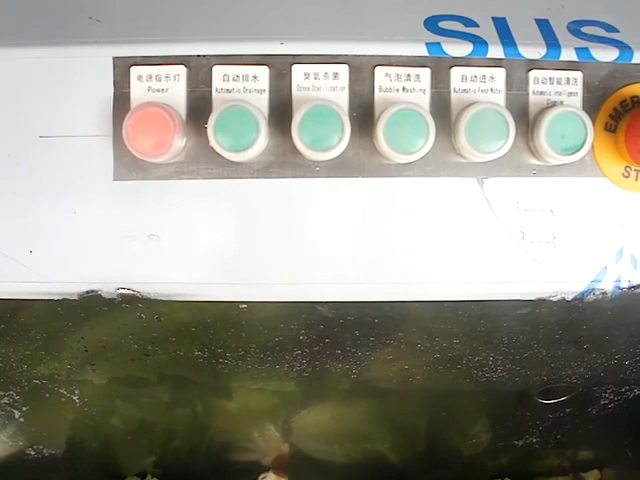 SUS
电源指示灯
Power
自动排水
Automatic Drainage
臭氧杀菌
Ozone Sterilization
气泡清洗
Bubble Washing
自动进水
Automatic Feed Water
自动智能清洗
Automatic Intelligence
EMER
ST